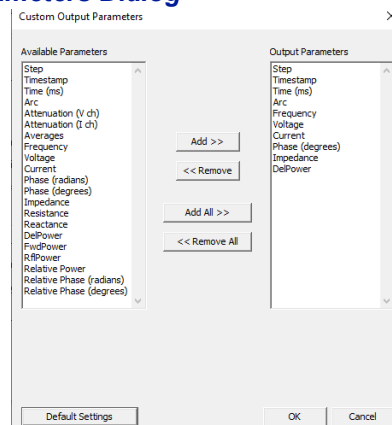 Custom Output Parameters
Available Parameters
Step
Timestamp
Time (ms)
Arc
Attenuation (V ch)
Attenuation (I ch)
Averages
Frequency
Voltage
Current
Phase (radians)
Phase (degrees)
Impedance
Resistance
Reactance
DelPower
FwdPower
RflPower
Relative Power
Relative Phase (radians)
Relative Phase (degrees)
Add >>
<< Remove
Add All >>
<< Remove All
Output Parameters
Step
Timestamp
Time (ms)
Arc
Frequency
Voltage
Current
Phase (degrees)
Impedance
DelPower
Default Settings
OK
Cancel